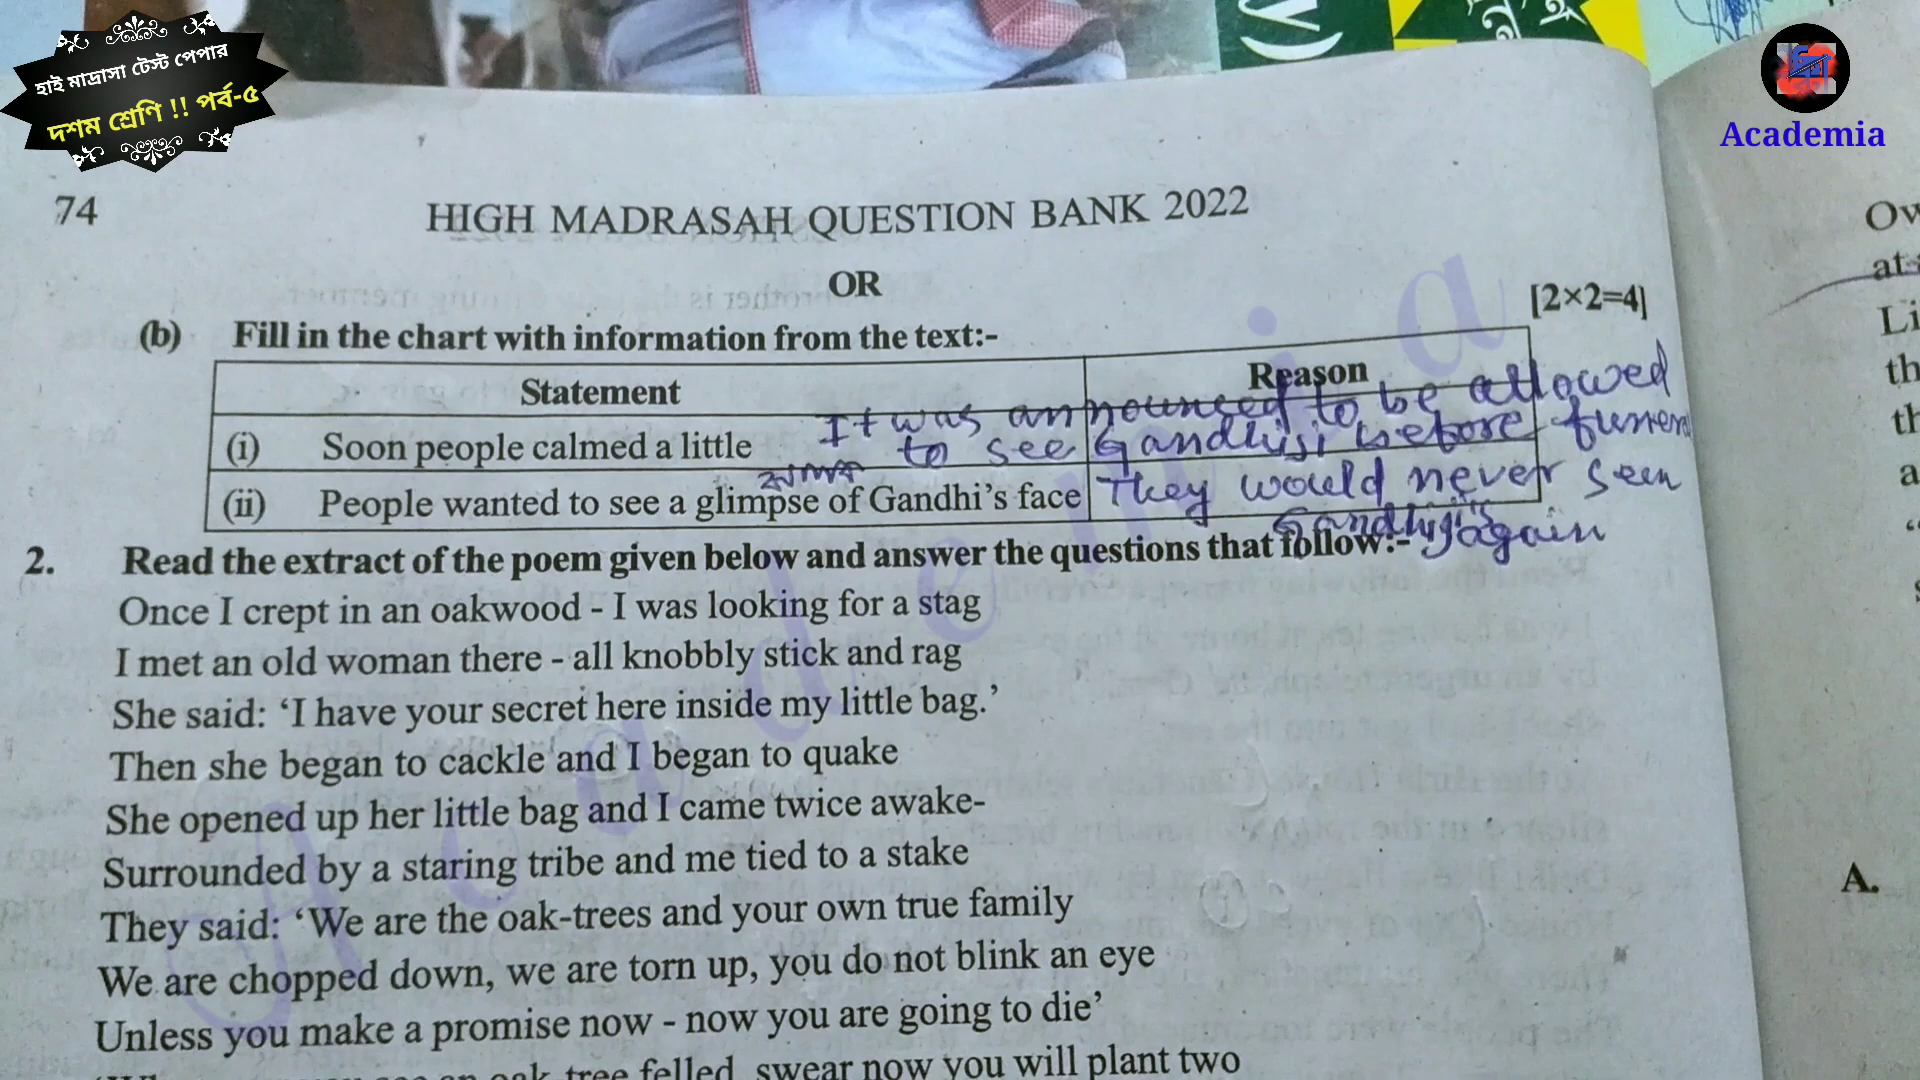 হাই মাদ্রাসা টেস্ট পেপার
দশম শ্রেণি !! পর্ব-৫
Academia
74
HIGH MADRASAH QUESTION BANK 2022
OR
[2×2=4]
(b) Fill in the chart with information from the text:-
Statement Reason
It was announced to be allowed
(i) Soon people calmed a little to see Gandhiji before
(ii) People wanted to see a glimpse of Gandhi's face They would never seen
Gandhiji's again
2. Read the extract of the poem given below and answer the questions that follow:-
Once I crept in an oakwood - I was looking for a stag
I met an old woman there - all knobbly stick and rag
She said: ‘I have your secret here inside my little bag.’
Then she began to cackle and I began to quake
She opened up her little bag and I came twice awake-
Surrounded by a staring tribe and me tied to a stake
They said: ‘We are the oak-trees and your own true family
We are chopped down, we are torn up, you do not blink an eye
Unless you make a promise now - now you are going to die’
oak-tree felled, swear now you will plant two
Academia
A.